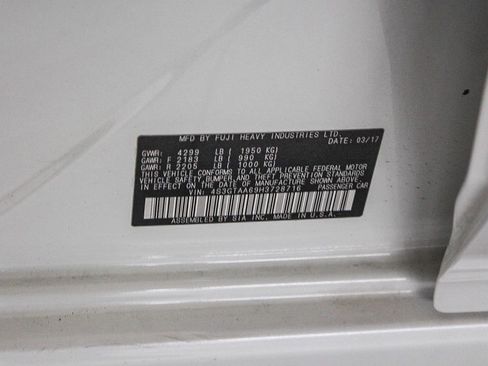 MFD BY FUJI HEAVY INDUSTRIES LTD.
DATE: 03/17
GVWR: 4299 LB ( 1950 KG)
GAWR: F 2183 LB ( 990 KG)
GAWR: R 2205 LB ( 1000 KG)
THIS VEHICLE CONFORMS TO ALL APPLICABLE FEDERAL MOTOR
VEHICLE SAFETY, BUMPER, AND THEFT PREVENTION STANDARDS
IN EFFECT ON THE DATE OF MANUFACTURE SHOWN ABOVE.
VIN: 4S3GTAA69H3728716 PASSENGER CAR
ASSEMBLED BY SIA INC. MADE IN U.S.A.